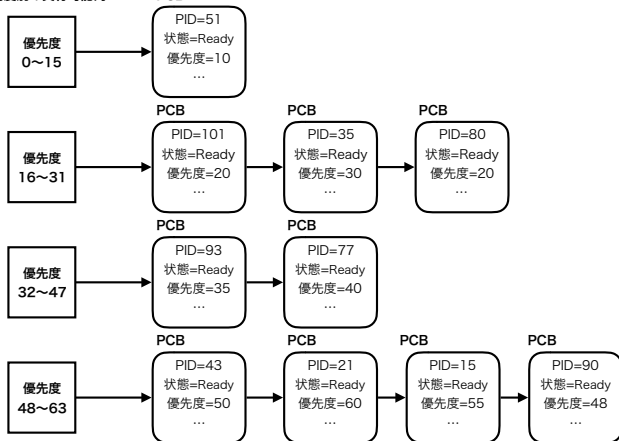 PID=51
優先度
0〜15
状態=Ready
優先度=10
...
PCB
PCB
PCB
PID=101
PID=35
PID=80
優先度
16〜31
状態=Ready
状態=Ready
状態=Ready
優先度=20
優先度=30
優先度=20
...
...
...
PCB
PCB
PID=93
PID=77
優先度
32〜47
状態=Ready
状態=Ready
優先度=35
優先度=40
...
...
PCB
PCB
PCB
PCB
PID=43
PID=21
PID=15
PID=90
優先度
48〜63
状態=Ready
状態=Ready
状態=Ready
状態=Ready
優先度=50
優先度=60
優先度=55
優先度=48
...
...
...
...